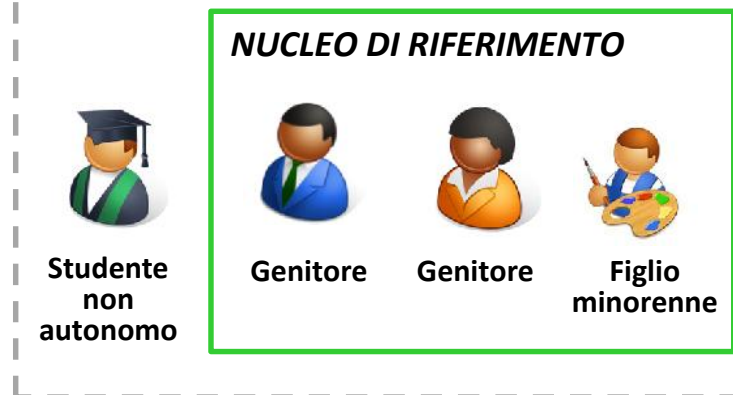 NUCLEO DI RIFERIMENTO
Studente
non
autonomo
Genitore
Genitore
Figlio
minorenne